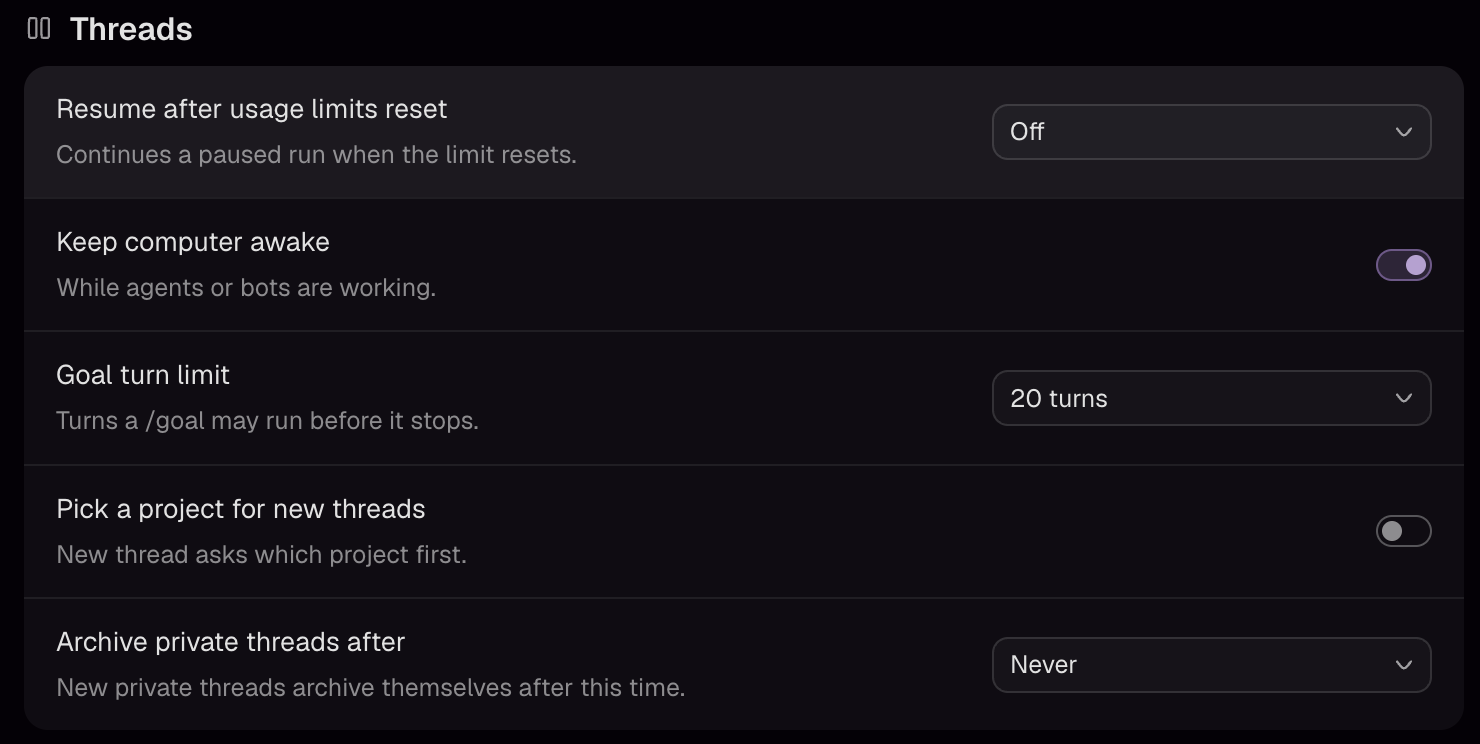 Threads
Resume after usage limits reset
Off
Continues a paused run when the limit resets.
Keep computer awake
While agents or bots are working.
Goal turn limit
20 turns
Turns a /goal may run before it stops.
Pick a project for new threads
New thread asks which project first.
Archive private threads after
Never
New private threads archive themselves after this time.